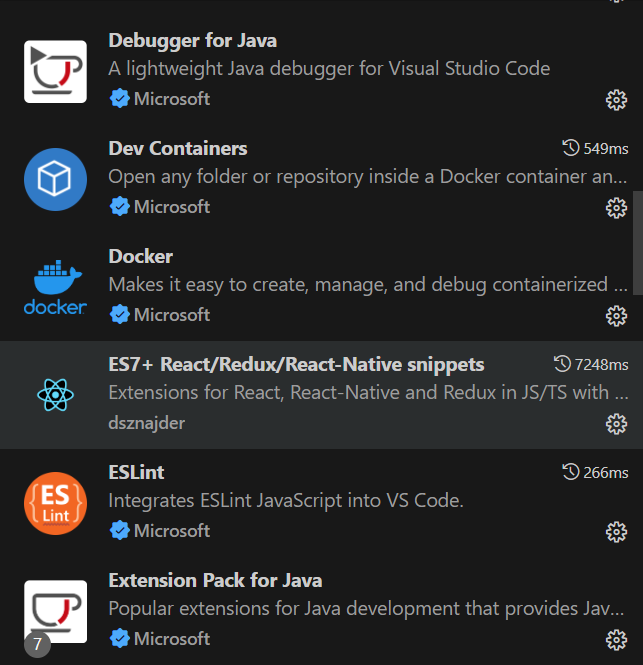 Debugger for Java
A lightweight Java debugger for Visual Studio Code
Microsoft
Dev Containers 549ms
Open any folder or repository inside a Docker container an...
Microsoft
Docker
Makes it easy to create, manage, and debug containerized ...
docker
Microsoft
ES7+ React/Redux/React-Native snippets 7248ms
Extensions for React, React-Native and Redux in JS/TS with ...
dsznajder
ESLint 266ms
ES
Lint
Integrates ESLint JavaScript into VS Code.
Microsoft
Extension Pack for Java
Popular extensions for Java development that provides Jav...
7
Microsoft